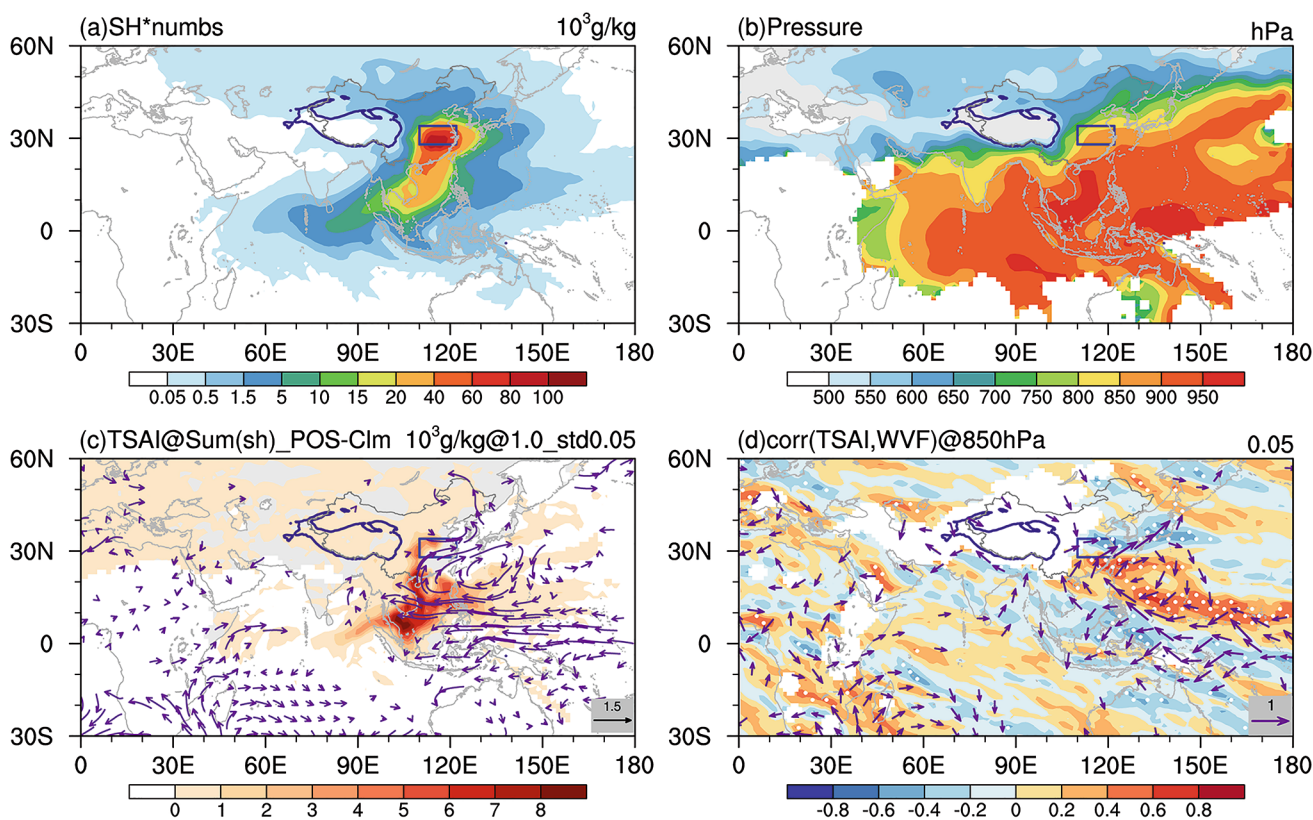 (a)SH*numbs 10³g/kg
60N
30N
0
30S
0 30E 60E 90E 120E 150E 180
0.05 0.5 1.5 5 10 15 20 40 60 80 100
(b)Pressure hPa
60N
30N
0
30S
0 30E 60E 90E 120E 150E 180
500 550 600 650 700 750 800 850 900 950
(c)TSAI@Sum(sh)_POS-Clm 10³g/kg@1.0_std0.05
60N
30N
0
30S
1.5
0 30E 60E 90E 120E 150E 180
0 1 2 3 4 5 6 7 8
(d)corr(TSAI,WVF)@850hPa 0.05
60N
30N
0
30S
1
0 30E 60E 90E 120E 150E 180
-0.8 -0.6 -0.4 -0.2 0 0.2 0.4 0.6 0.8